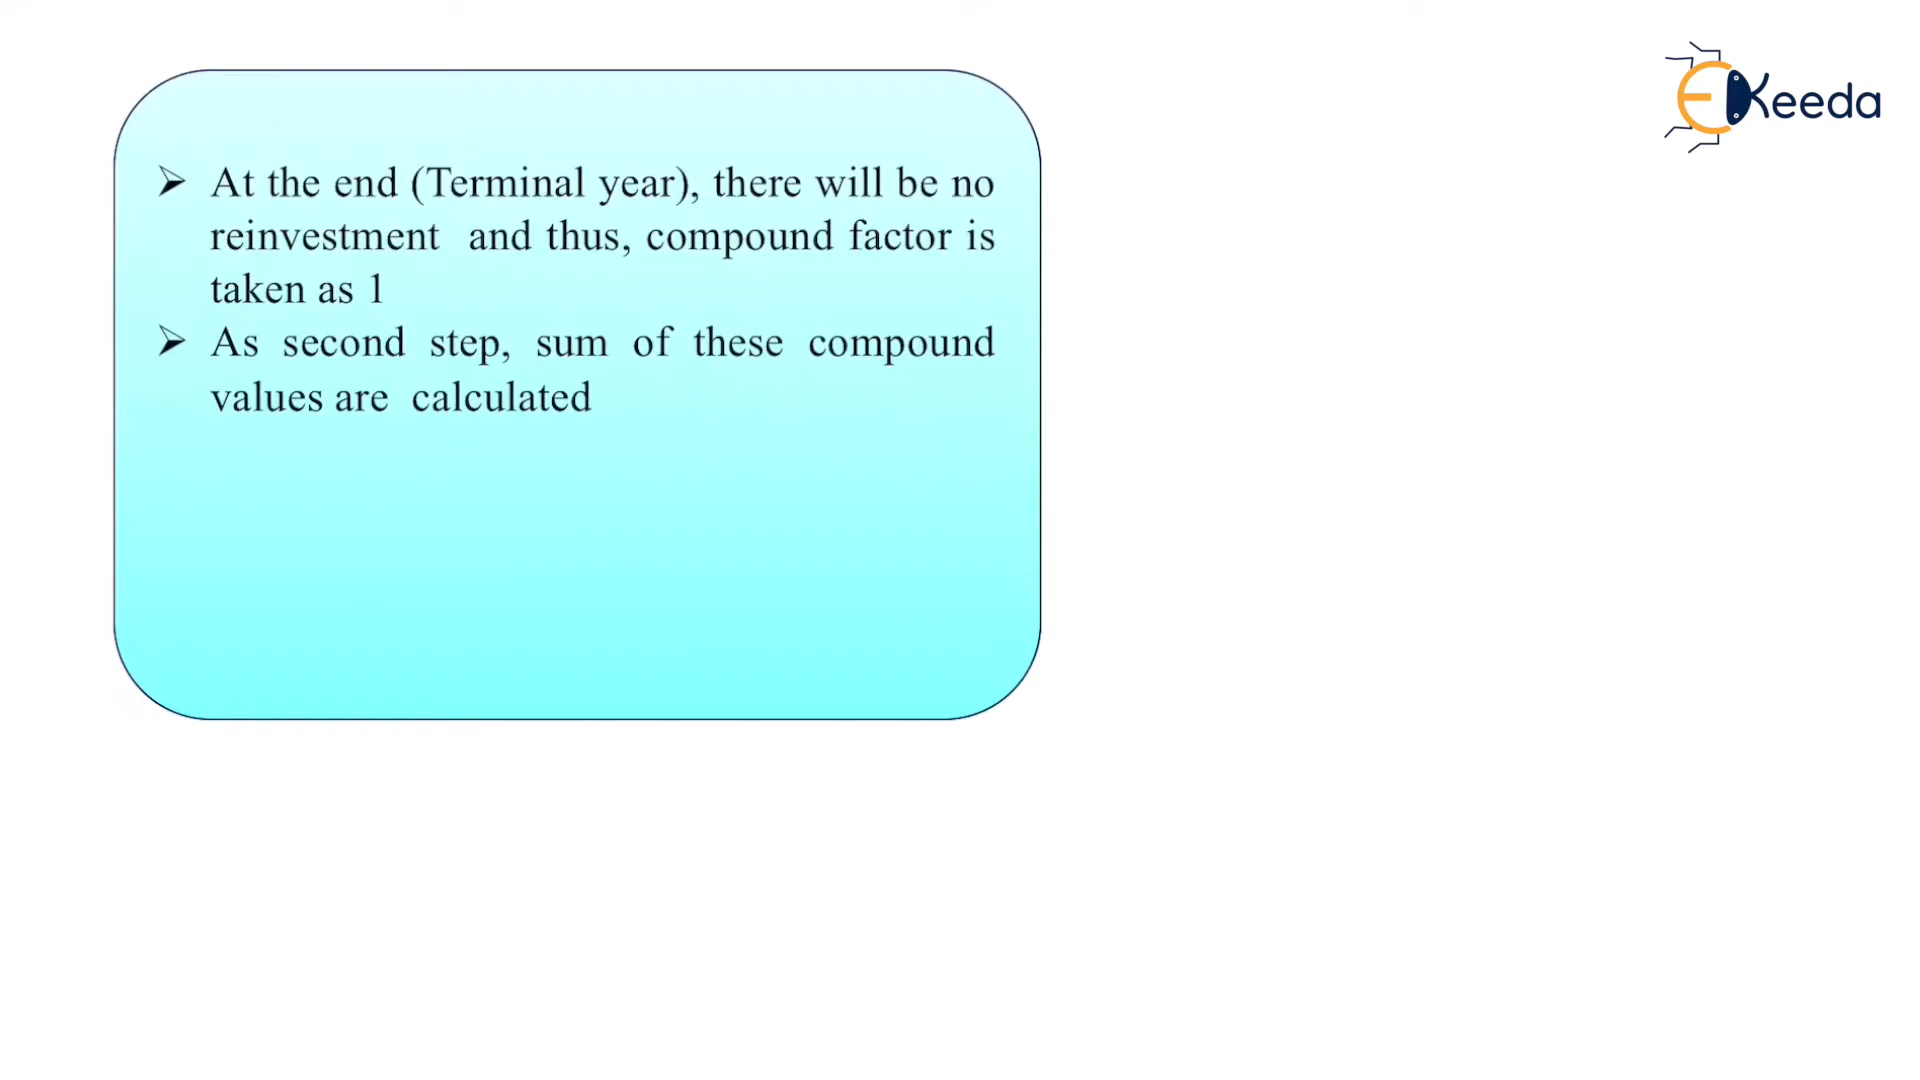 EKeeda
At the end (Terminal year), there will be no
reinvestment and thus, compound factor is
taken as 1
As second step, sum of these compound
values are calculated